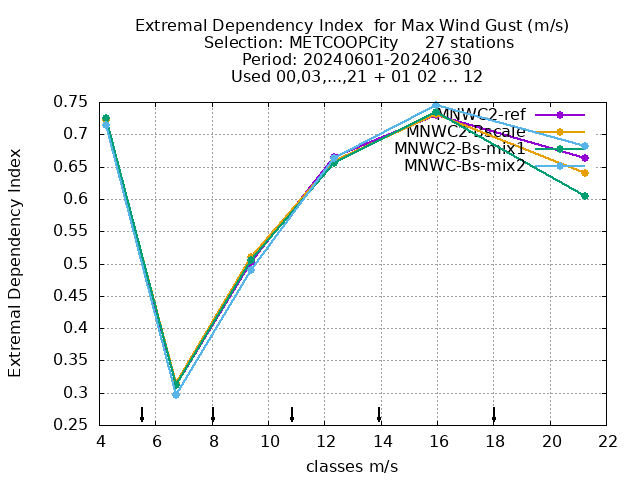 Extremal Dependency Index  for Max Wind Gust (m/s)
Selection: METCOOPCity     27 stations
Period: 20240601-20240630
Used 00,03,...,21 + 01 02 ... 12
Extremal Dependency Index
0.75
0.7
0.65
0.6
0.55
0.5
0.45
0.4
0.35
0.3
0.25
MNWC2-ref
MNWC2-Bscale
MNWC2-Bs-mix1
MNWC-Bs-mix2
4 6 8 10 12 14 16 18 20 22
classes m/s